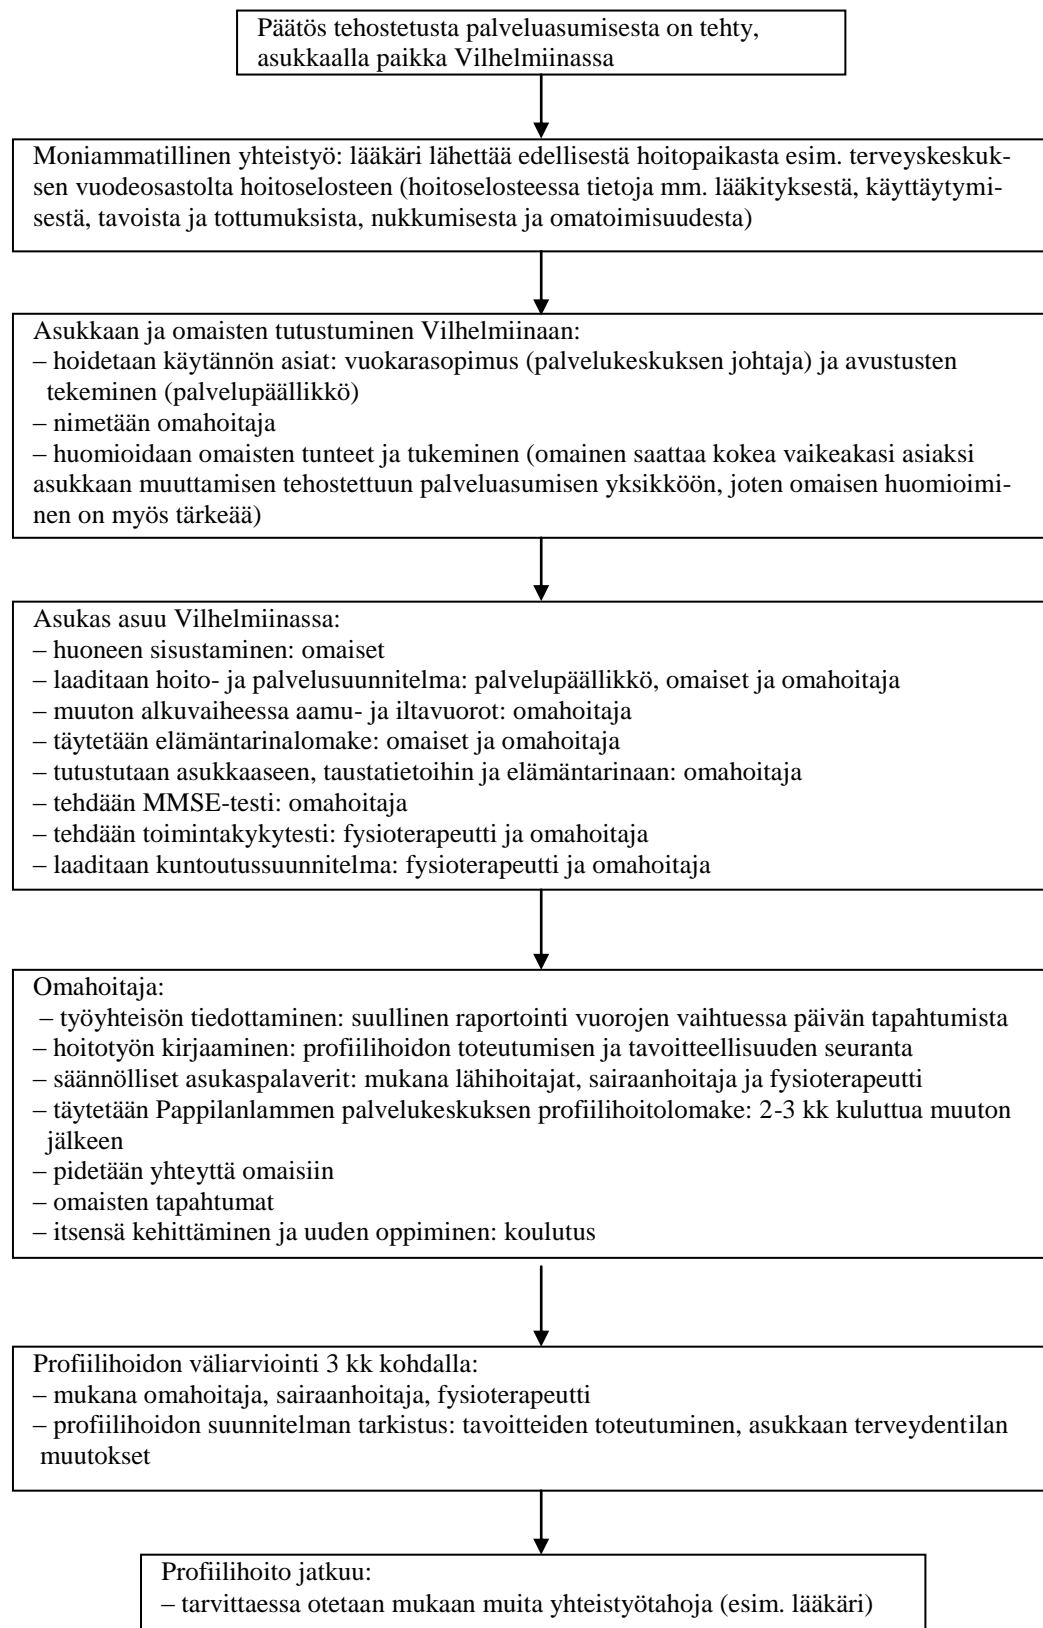 Päätös tehostetusta palveluasumisesta on tehty,
asukkaalla paikka Vilhelmiinassa
Moniammatillinen yhteistyö: lääkäri lähettää edellisestä hoitopaikasta esim. terveyskeskuk-
sen vuodeosastolta hoitoselosteen (hoitoselosteessa tietoja mm. lääkityksestä, käyttäytymi-
sestä, tavoista ja tottumuksista, nukkumisesta ja omatoimisuudesta)
Asukkaan ja omaisten tutustuminen Vilhelmiinaan:
– hoidetaan käytännön asiat: vuokarasopimus (palvelukeskuksen johtaja) ja avustusten
tekeminen (palvelupäällikkö)
– nimetään omahoitaja
– huomioidaan omaisten tunteet ja tukeminen (omainen saattaa kokea vaikeakasi asiaksi
asukkaan muuttamisen tehostettuun palveluasumisen yksikköön, joten omaisen huomioimi-
nen on myös tärkeää)
Asukas asuu Vilhelmiinassa:
– huoneen sisustaminen: omaiset
– laaditaan hoito- ja palvelusuunnitelma: palvelupäällikkö, omaiset ja omahoitaja
– muuton alkuvaiheessa aamu- ja iltavuorot: omahoitaja
– täytetään elämäntarinalomake: omaiset ja omahoitaja
– tutustutaan asukkaaseen, taustatietoihin ja elämäntarinaan: omahoitaja
– tehdään MMSE-testi: omahoitaja
– tehdään toimintakykytesti: fysioterapeutti ja omahoitaja
– laaditaan kuntoutussuunnitelma: fysioterapeutti ja omahoitaja
Omahoitaja:
– työyhteisön tiedottaminen: suullinen raportointi vuorojen vaihtuessa päivän tapahtumista
– hoitotyön kirjaaminen: profiilihoidon toteutumisen ja tavoitteellisuuden seuranta
– säännölliset asukaspalaverit: mukana lähihoitajat, sairaanhoitaja ja fysioterapeutti
– täytetään Pappilanlammen palvelukeskuksen profiilihoitolomake: 2-3 kk kuluttua muuton
jälkeen
– pidetään yhteyttä omaisiin
– omaisten tapahtumat
– itsensä kehittäminen ja uuden oppiminen: koulutus
Profiilihoidon väliarviointi 3 kk kohdalla:
– mukana omahoitaja, sairaanhoitaja, fysioterapeutti
– profiilihoidon suunnitelman tarkistus: tavoitteiden toteutuminen, asukkaan terveydentilan
muutokset
Profiilihoito jatkuu:
– tarvittaessa otetaan mukaan muita yhteistyötahoja (esim. lääkäri)